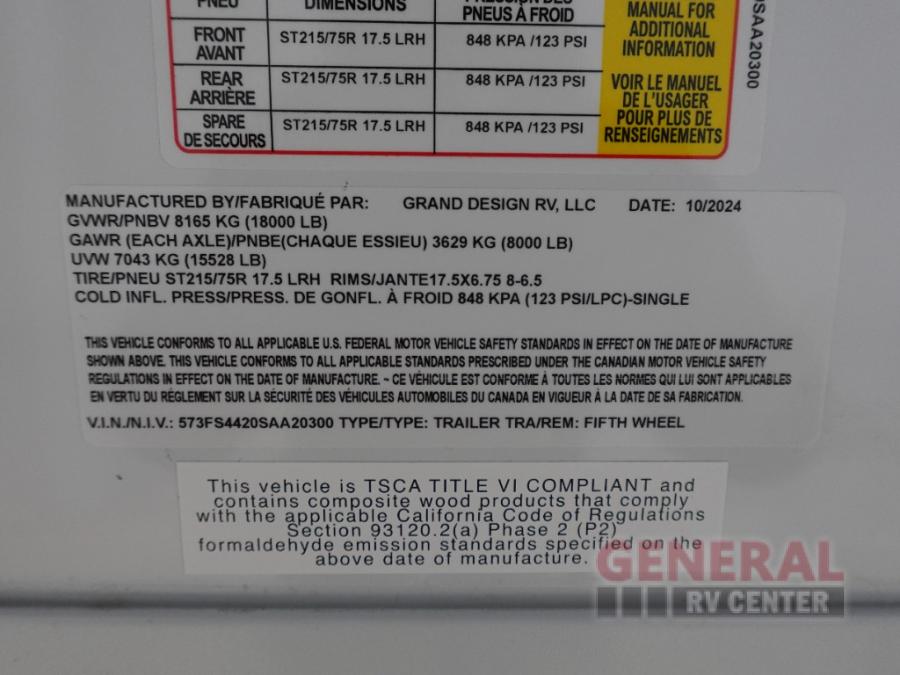 PNEU DIMENSIONS PRESSION DES
PNEUS À FROID
FRONT
AVANT
ST215/75R 17.5 LRH 848 KPA /123 PSI
REAR
ARRIÈRE
ST215/75R 17.5 LRH 848 KPA /123 PSI
SPARE
DE SECOURS
ST215/75R 17.5 LRH 848 KPA /123 PSI
MANUAL FOR
ADDITIONAL
INFORMATION
VOIR LE MANUEL
DE L'USAGER
POUR PLUS DE
RENSEIGNEMENTS
0SAA20300
MANUFACTURED BY/FABRIQUÉ PAR: GRAND DESIGN RV, LLC DATE: 10/2024
GVWR/PNBV 8165 KG (18000 LB)
GAWR (EACH AXLE)/PNBE(CHAQUE ESSIEU) 3629 KG (8000 LB)
UVW 7043 KG (15528 LB)
TIRE/PNEU ST215/75R 17.5 LRH RIMS/JANTE17.5X6.75 8-6.5
COLD INFL. PRESS/PRESS. DE GONFL. À FROID 848 KPA (123 PSI/LPC)-SINGLE
THIS VEHICLE CONFORMS TO ALL APPLICABLE U.S. FEDERAL MOTOR VEHICLE SAFETY STANDARDS IN EFFECT ON THE DATE OF MANUFACTURE
SHOWN ABOVE. THIS VEHICLE CONFORMS TO ALL APPLICABLE STANDARDS PRESCRIBED UNDER THE CANADIAN MOTOR VEHICLE SAFETY
REGULATIONS IN EFFECT ON THE DATE OF MANUFACTURE. ~ CE VÉHICULE EST CONFORME À TOUTES LES NORMES QUI LUI SONT APPLICABLES
EN VERTU DU RÉGLEMENT SUR LA SÉCURITÉ DES VÉHICULES AUTOMOBILES DU CANADA EN VIGUEUR À LA DATE DE SA FABRICATION.
V.I.N./N.I.V.: 573FS4420SAA20300 TYPE/TYPE: TRAILER TRA/REM: FIFTH WHEEL
This vehicle is TSCA TITLE VI COMPLIANT and
contains composite wood products that comply
with the applicable California Code of Regulations
Section 93120.2(a) Phase 2 (P2)
formaldehyde emission standards specified on the
above date of manufacture.
GENERAL
RV CENTER